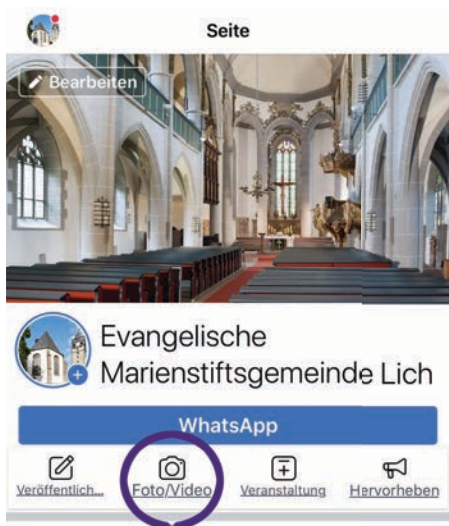 Seite
Bearbeiten
Evangelische
Marienstiftsgemeinde Lich
WhatsApp
Veröffentlich... Foto/Video Veranstaltung Hervorheben